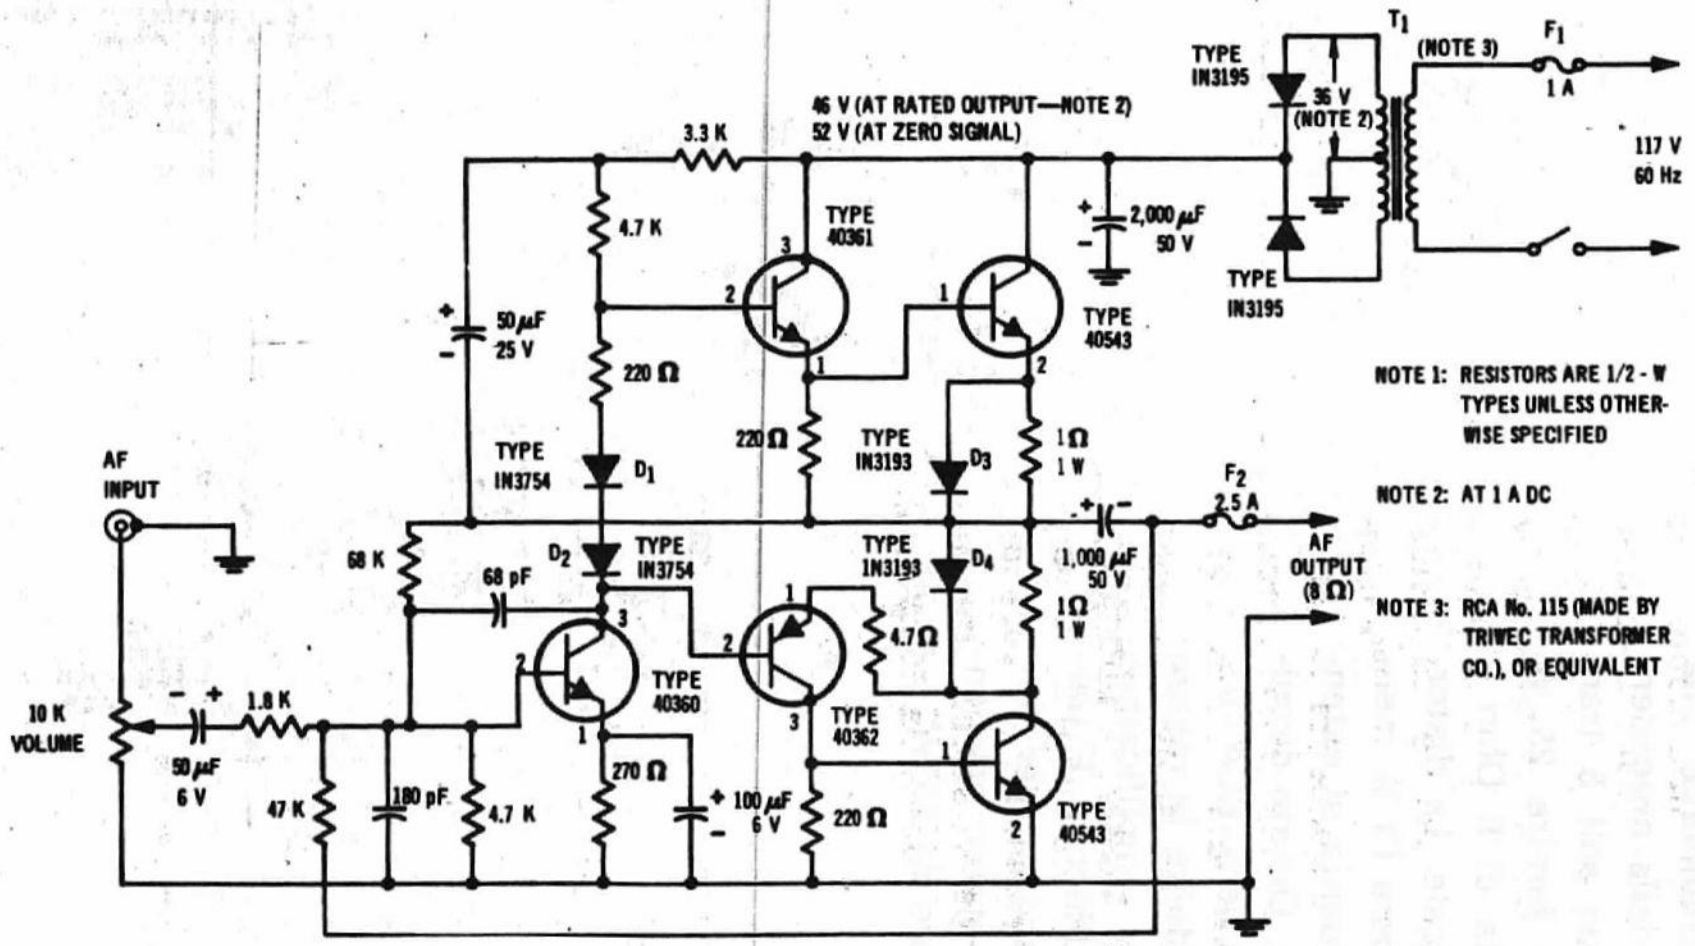 T1
(NOTE 3)
F1
1 A
TYPE
IN3195
36 V
(NOTE 2)
117 V
60 Hz
46 V (AT RATED OUTPUT—NOTE 2)
52 V (AT ZERO SIGNAL)
3.3 K
4.7 K
TYPE
40361
3
2
1
+
2,000 µF
-
50 V
TYPE
IN3195
1
TYPE
40543
2
+
50 µF
-
25 V
220 Ω
NOTE 1: RESISTORS ARE 1/2 - W
TYPES UNLESS OTHER-
WISE SPECIFIED
220 Ω
TYPE
IN3193
D3
1 Ω
1 W
TYPE
IN3754
D1
AF
INPUT
F2
2.5 A
NOTE 2: AT 1 A DC
+ -
1,000 µF
50 V
AF
OUTPUT
(8 Ω)
68 K
D2
TYPE
IN3754
68 pF
TYPE
1N3193
D4
1 Ω
1 W
NOTE 3: RCA No. 115 (MADE BY
TRIWEC TRANSFORMER
CO.), OR EQUIVALENT
3
2
1
TYPE
40360
1
2
3
4.7 Ω
TYPE
40362
10 K
VOLUME
- +
50 µF
6 V
1.8 K
47 K
180 pF
4.7 K
270 Ω
+ 100 µF
- 6 V
220 Ω
1
2
TYPE
40543